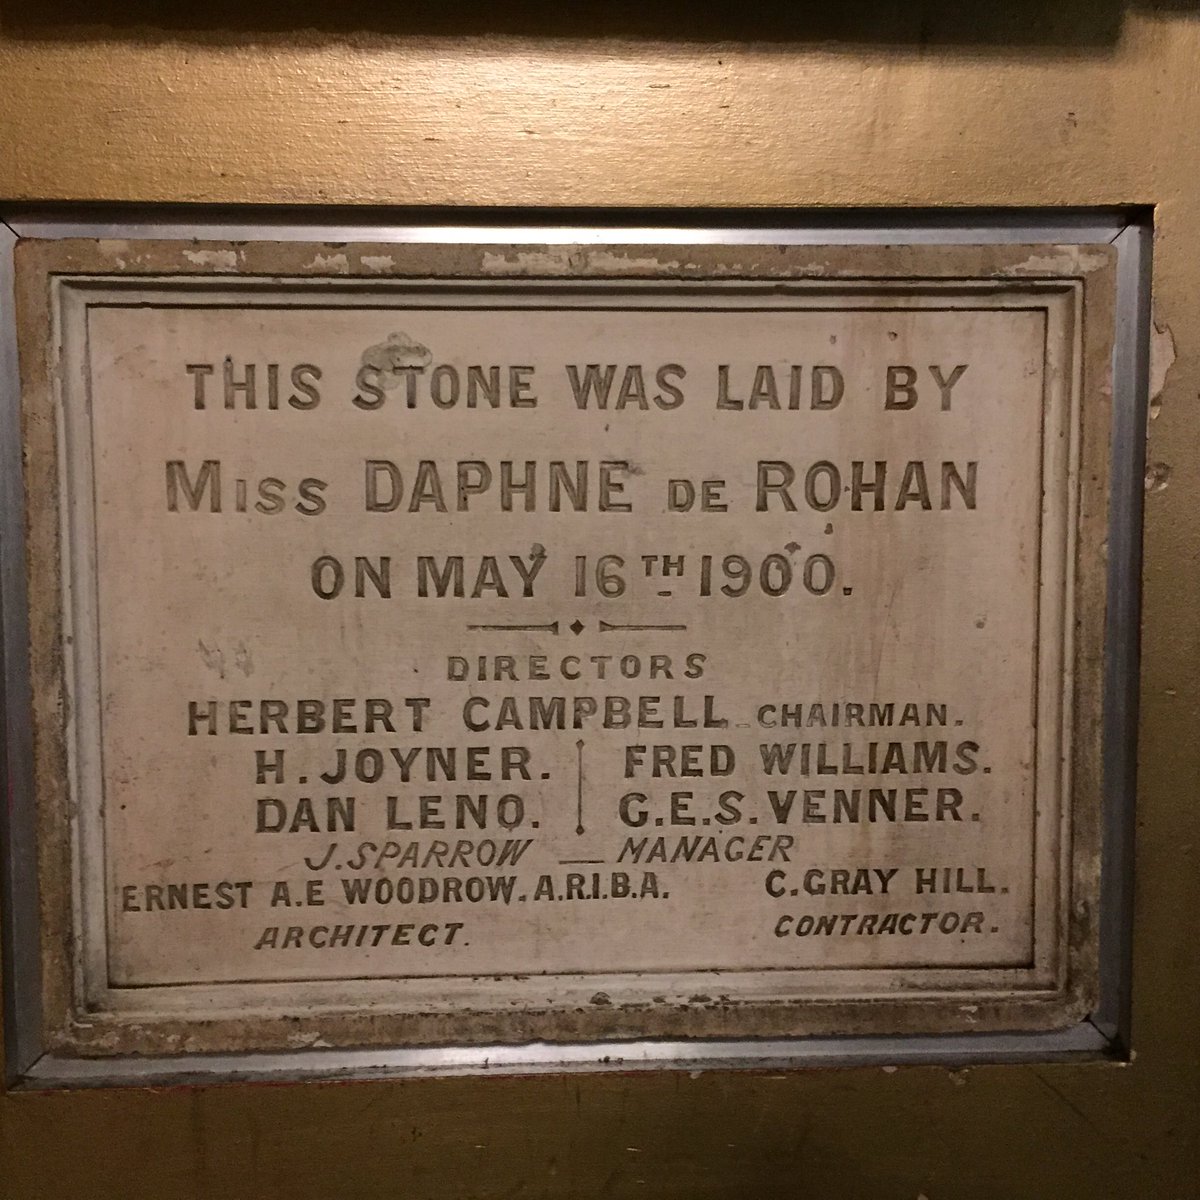 THIS STONE WAS LAID BY
MISS DAPHNE DE ROHAN
ON MAY 16TH 1900.
DIRECTORS
HERBERT CAMPBELL - CHAIRMAN.
H. JOYNER. FRED WILLIAMS.
DAN LENO. G.E.S. VENNER.
J. SPARROW — MANAGER
ERNEST A.E WOODROW. A.R.I.B.A. C. GRAY HILL.
ARCHITECT. CONTRACTOR.